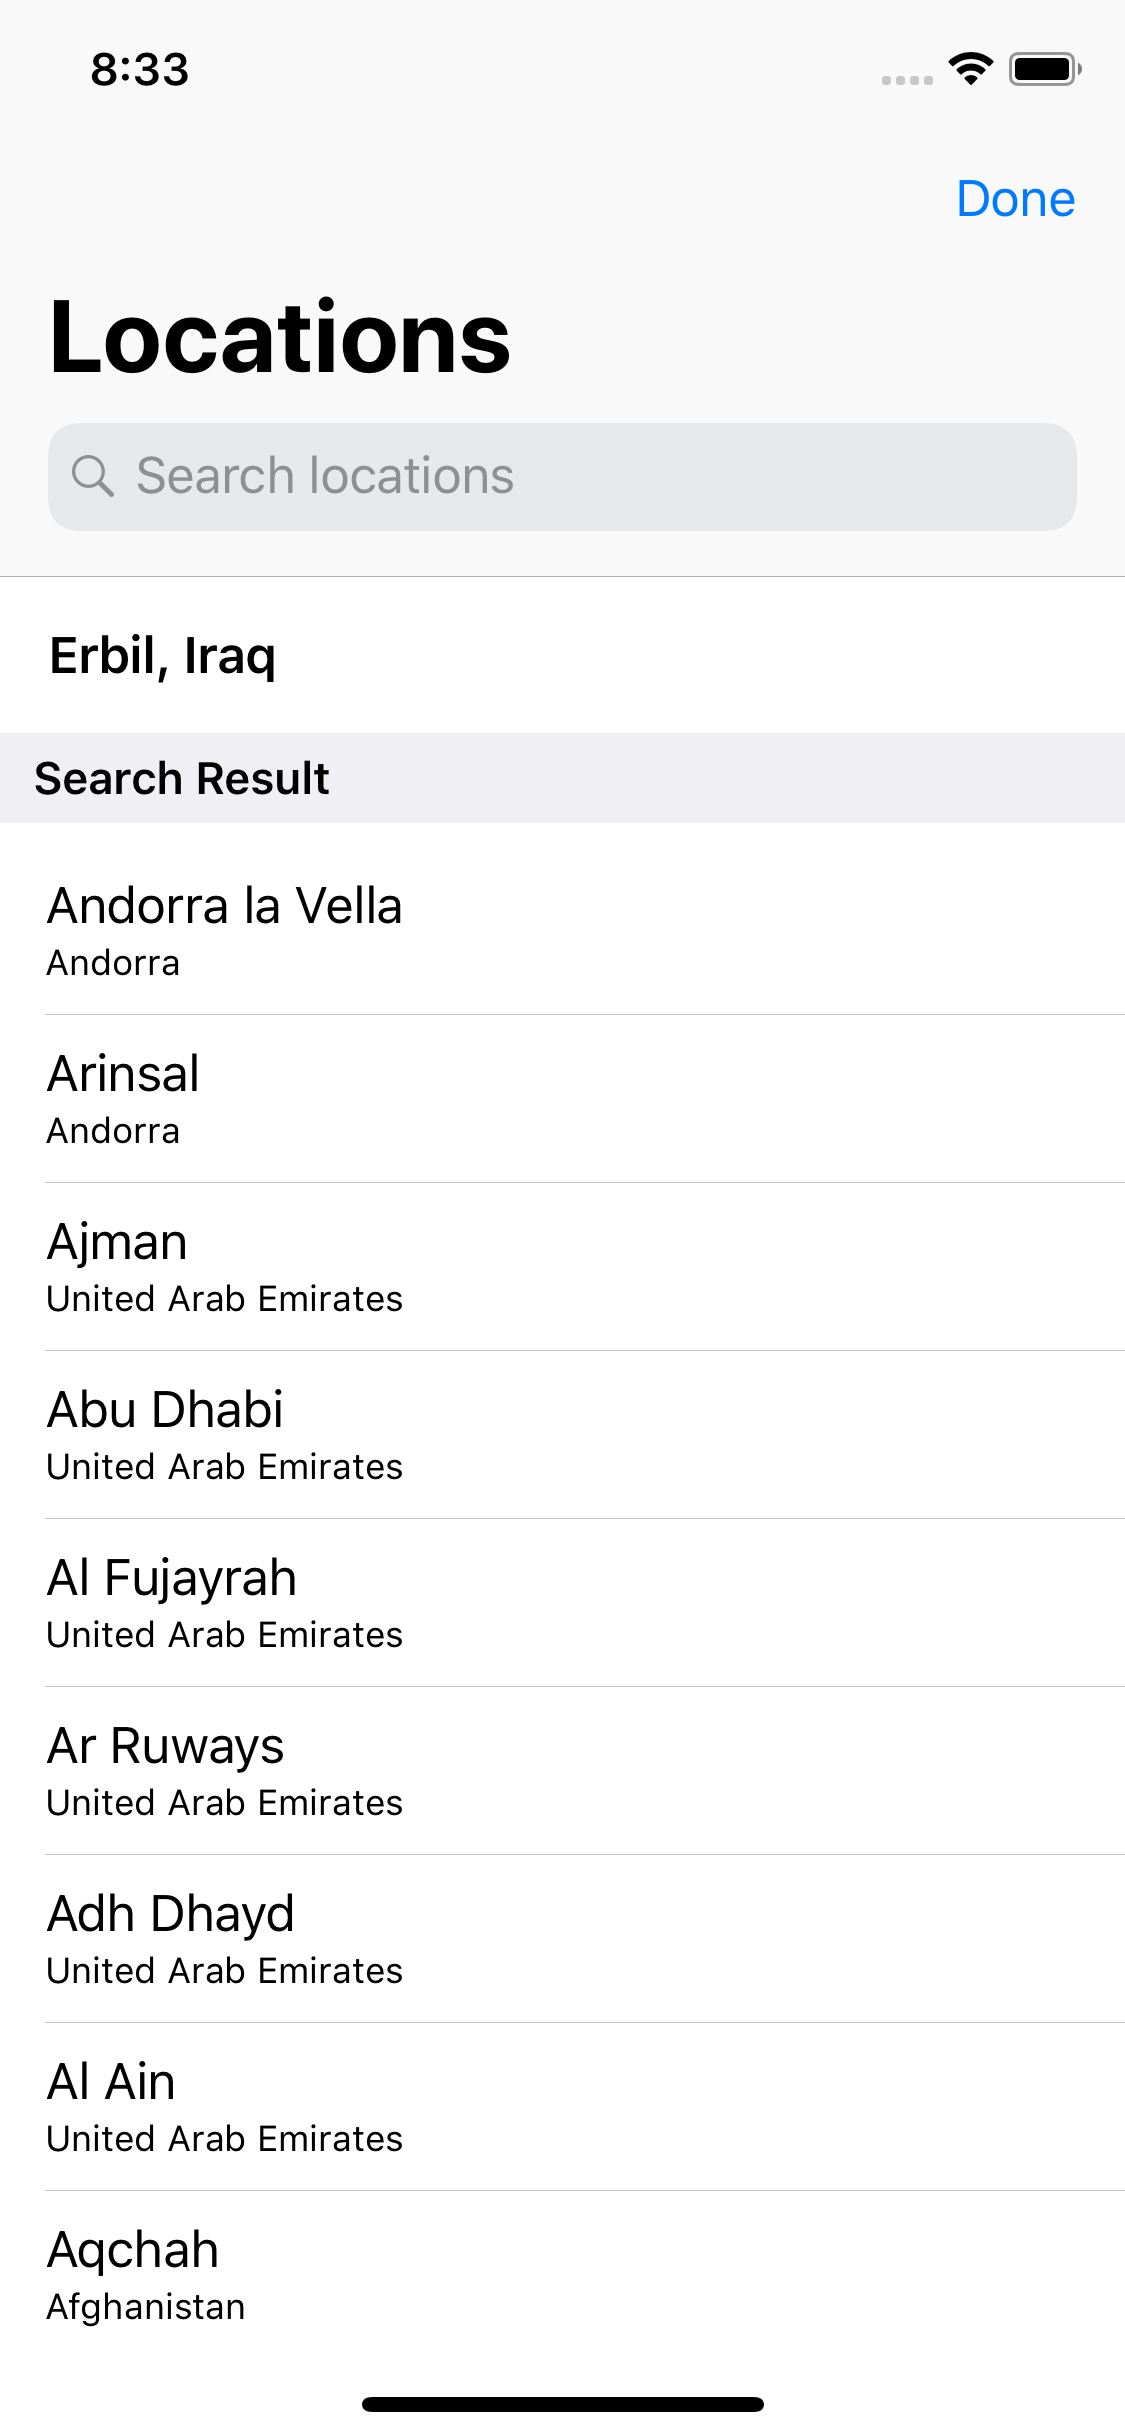 8:33
Done
Locations
Search locations
Erbil, Iraq
Search Result
Andorra la Vella
Andorra
Arinsal
Andorra
Ajman
United Arab Emirates
Abu Dhabi
United Arab Emirates
Al Fujayrah
United Arab Emirates
Ar Ruways
United Arab Emirates
Adh Dhayd
United Arab Emirates
Al Ain
United Arab Emirates
Aqchah
Afghanistan